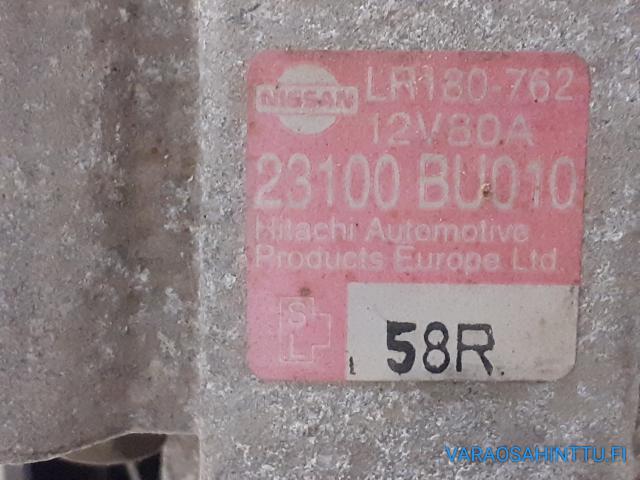 NISSAN LR180-762
12V80A
23100 BU010
Hitachi Automotive
Products Europe Ltd.
S
L
58R
VARAOSAHINTTU.FI